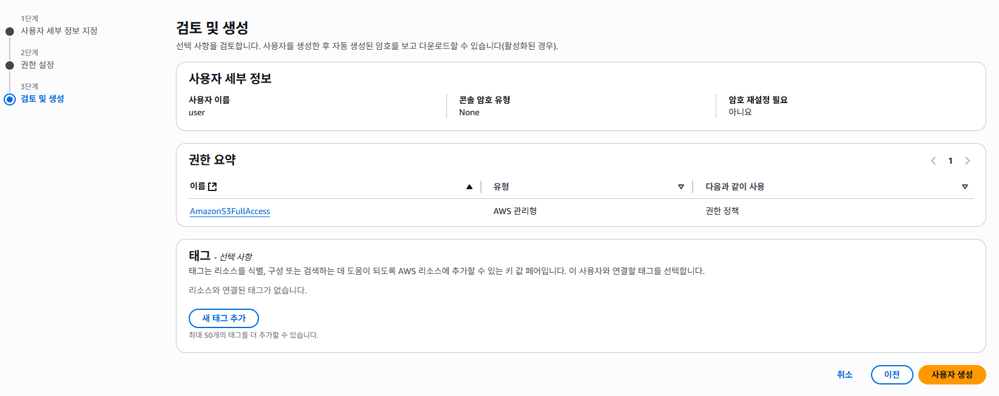 1단계
사용자 세부 정보 지정
2단계
권한 설정
3단계
검토 및 생성
검토 및 생성
선택 사항을 검토합니다. 사용자를 생성한 후 자동 생성된 암호를 보고 다운로드할 수 있습니다(활성화된 경우).
사용자 세부 정보
사용자 이름
user
콘솔 암호 유형
None
암호 재설정 필요
아니요
권한 요약
1
이름 유형 다음과 같이 사용
AmazonS3FullAccess AWS 관리형 권한 정책
태그 - 선택 사항
태그는 리소스를 식별, 구성 또는 검색하는 데 도움이 되도록 AWS 리소스에 추가할 수 있는 키 값 페어입니다. 이 사용자와 연결할 태그를 선택합니다.
리소스와 연결된 태그가 없습니다.
새 태그 추가
최대 50개의 태그를 더 추가할 수 있습니다.
취소 이전 사용자 생성